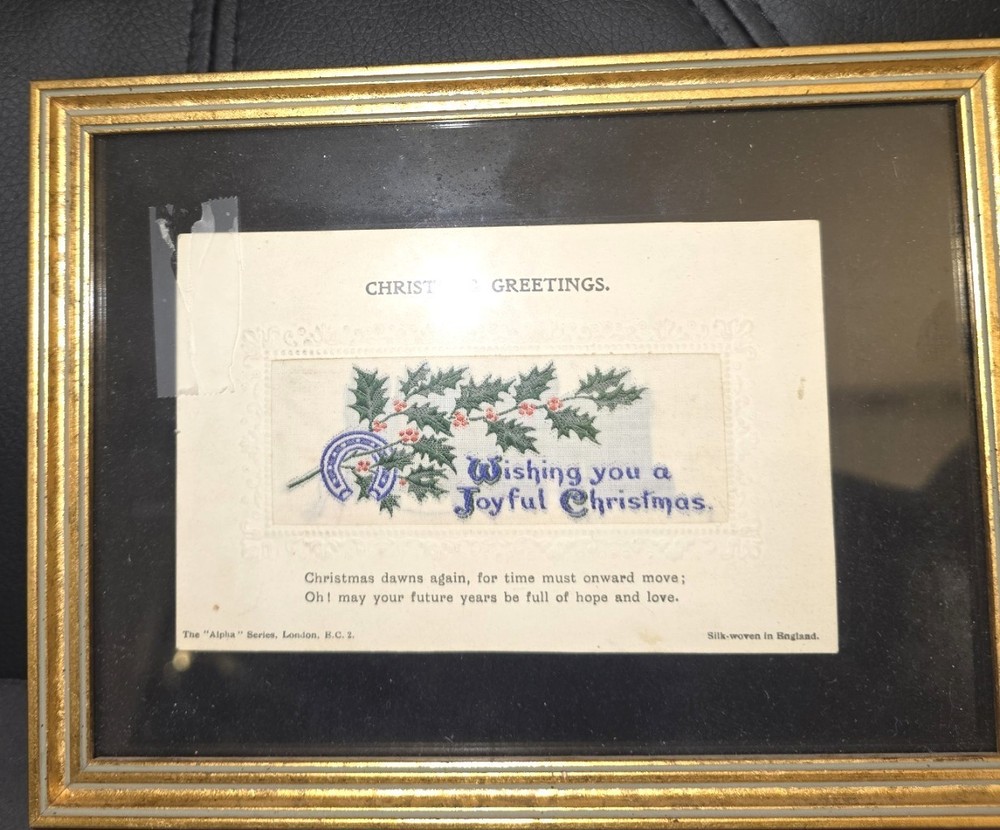 GREETINGS.
Wishing you a
Joyful Christmas.
Christmas dawns again, for time must onward move;
Oh! may your future years be full of hope and love.
The "Alpha" Series, London, E.C. 2.
Silk-woven in England.